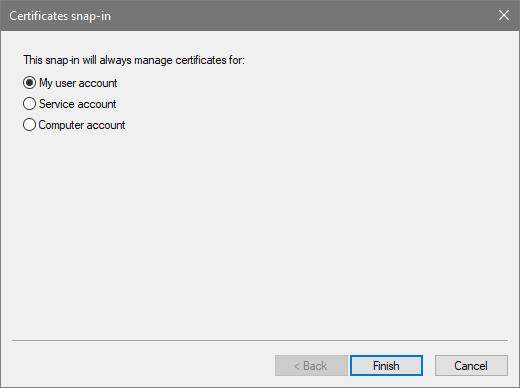 Certificates snap-in
This snap-in will always manage certificates for:
My user account
Service account
Computer account
< Back Finish Cancel